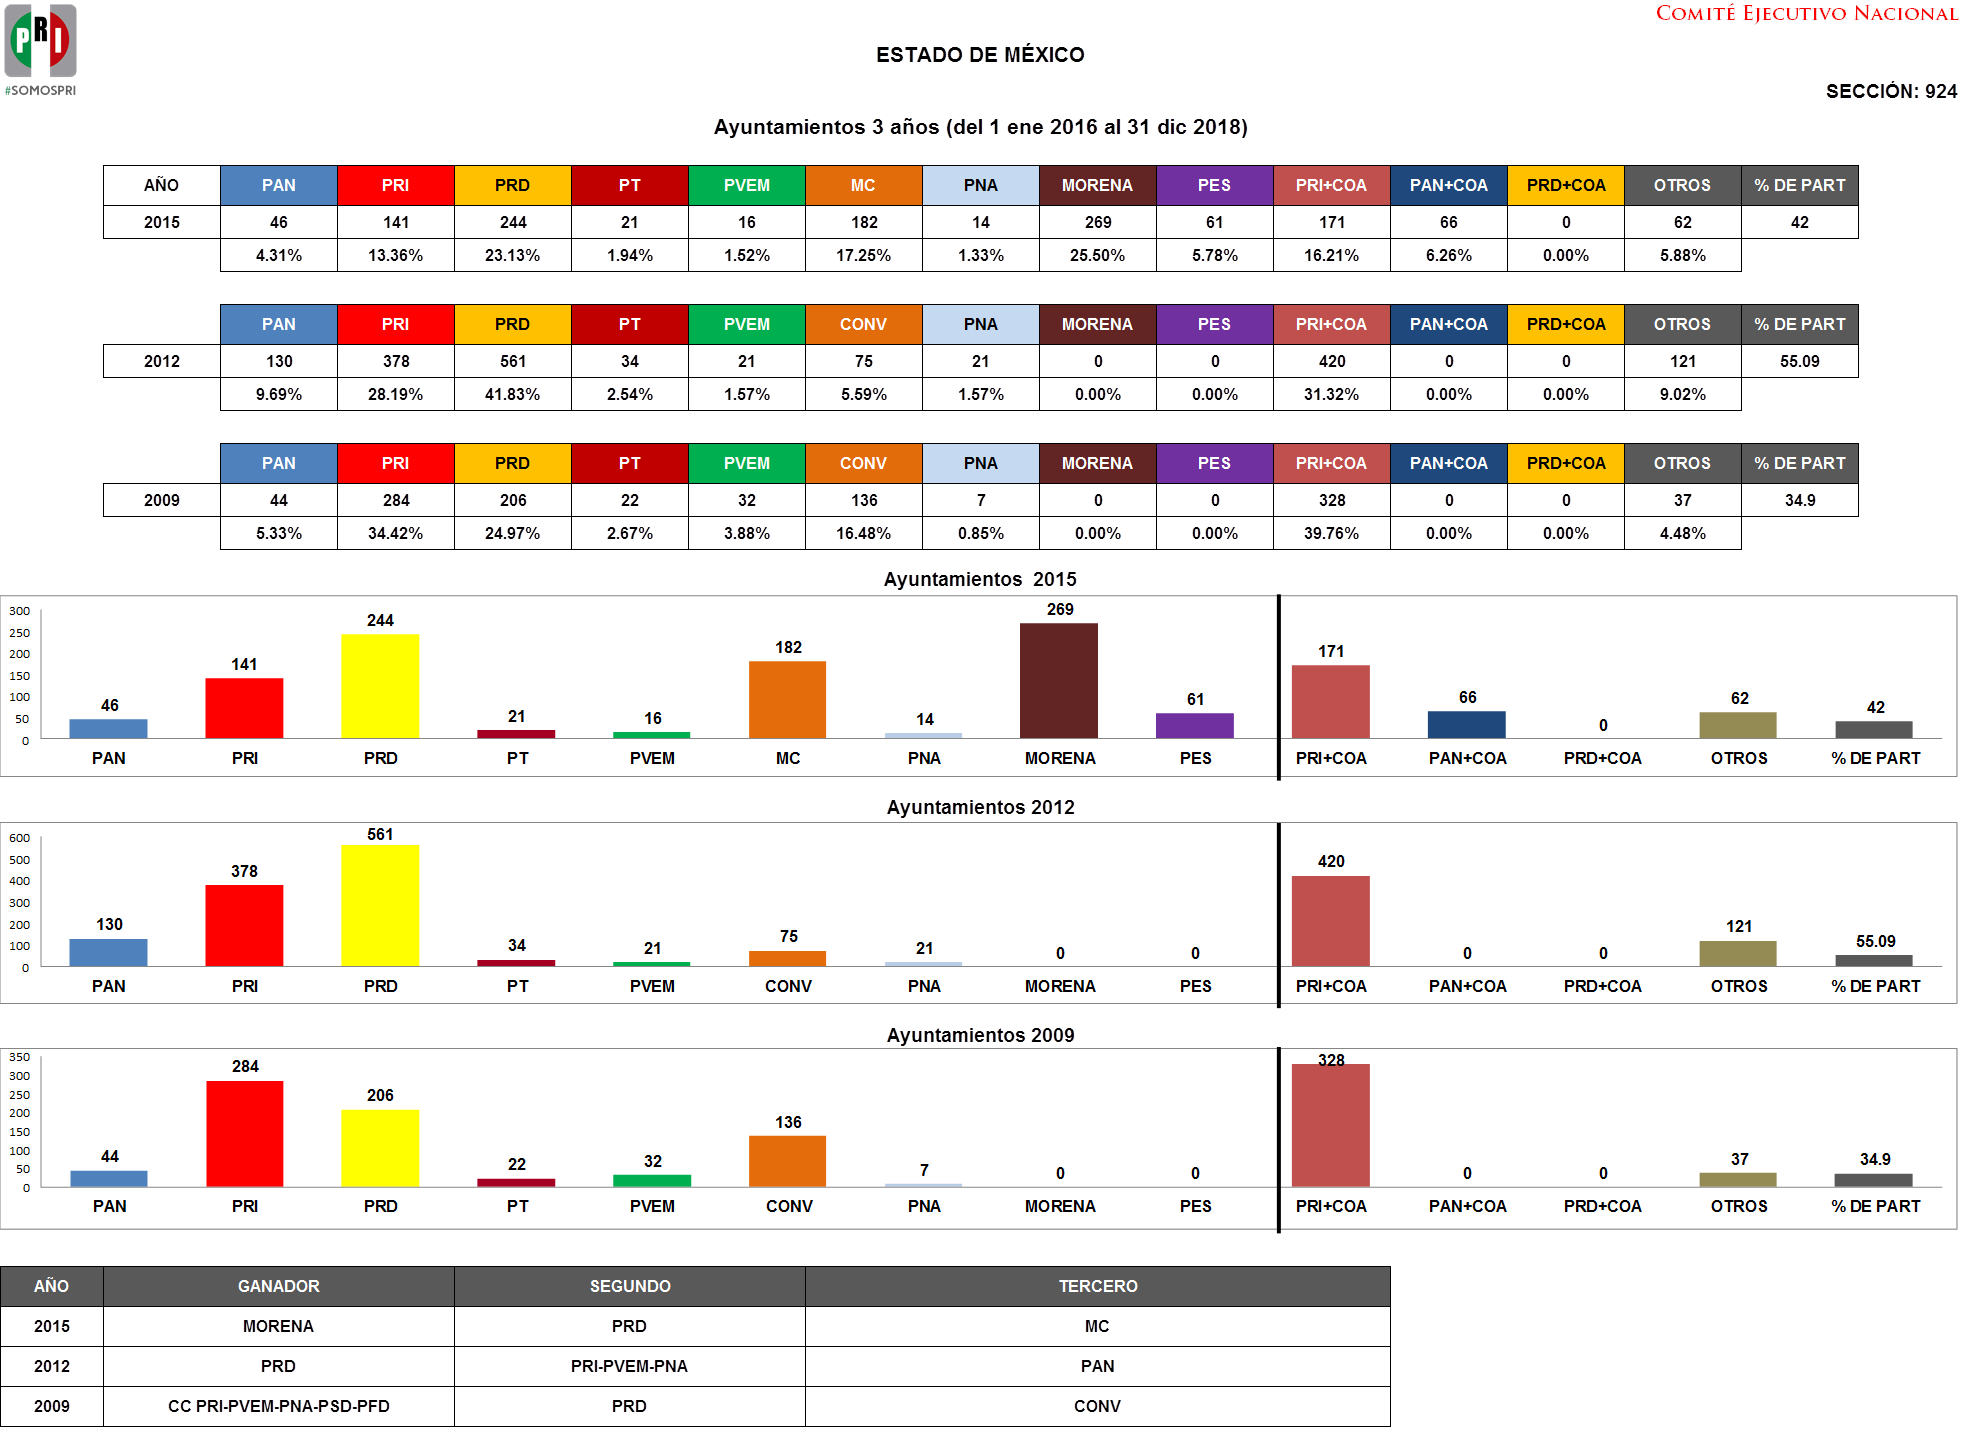 PRI
#SOMOSPRI
COMITÉ EJECUTIVO NACIONAL
ESTADO DE MÉXICO
SECCIÓN: 924
Ayuntamientos 3 años (del 1 ene 2016 al 31 dic 2018)
AÑO PAN PRI PRD PT PVEM MC PNA MORENA PES PRI+COA PAN+COA PRD+COA OTROS % DE PART
2015 46 141 244 21 16 182 14 269 61 171 66 0 62 42
4.31% 13.36% 23.13% 1.94% 1.52% 17.25% 1.33% 25.50% 5.78% 16.21% 6.26% 0.00% 5.88%
PAN PRI PRD PT PVEM CONV PNA MORENA PES PRI+COA PAN+COA PRD+COA OTROS % DE PART
2012 130 378 561 34 21 75 21 0 0 420 0 0 121 55.09
9.69% 28.19% 41.83% 2.54% 1.57% 5.59% 1.57% 0.00% 0.00% 31.32% 0.00% 0.00% 9.02%
PAN PRI PRD PT PVEM CONV PNA MORENA PES PRI+COA PAN+COA PRD+COA OTROS % DE PART
2009 44 284 206 22 32 136 7 0 0 328 0 0 37 34.9
5.33% 34.42% 24.97% 2.67% 3.88% 16.48% 0.85% 0.00% 0.00% 39.76% 0.00% 0.00% 4.48%
Ayuntamientos 2015
300
250
200
150
100
50
0
46 141 244 21 16 182 14 269 61 171 66 0 62 42
PAN PRI PRD PT PVEM MC PNA MORENA PES PRI+COA PAN+COA PRD+COA OTROS % DE PART
Ayuntamientos 2012
600
500
400
300
200
100
0
130 378 561 34 21 75 21 0 0 420 0 0 121 55.09
PAN PRI PRD PT PVEM CONV PNA MORENA PES PRI+COA PAN+COA PRD+COA OTROS % DE PART
Ayuntamientos 2009
350
300
250
200
150
100
50
0
44 284 206 22 32 136 7 0 0 328 0 0 37 34.9
PAN PRI PRD PT PVEM CONV PNA MORENA PES PRI+COA PAN+COA PRD+COA OTROS % DE PART
AÑO GANADOR SEGUNDO TERCERO
2015 MORENA PRD MC
2012 PRD PRI-PVEM-PNA PAN
2009 CC PRI-PVEM-PNA-PSD-PFD PRD CONV